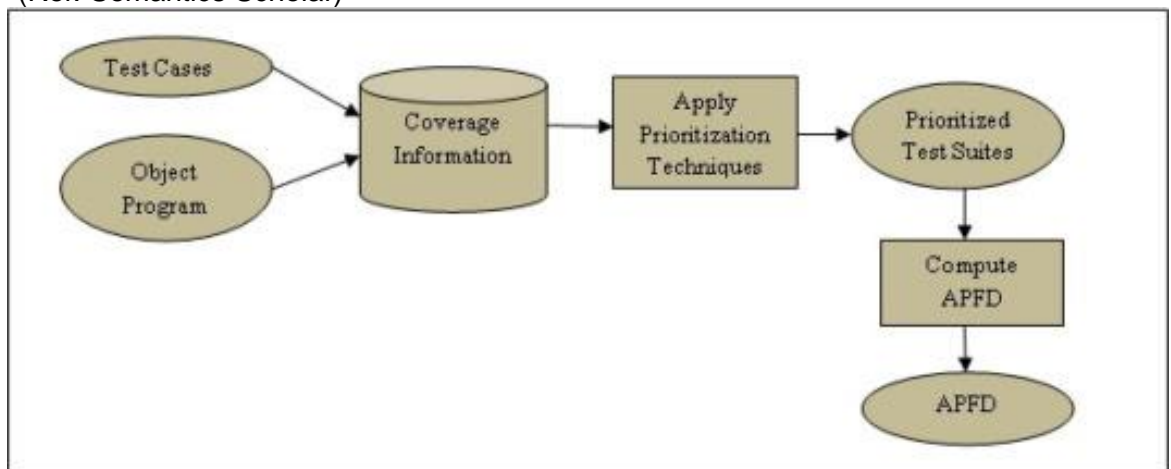 Test Cases
Object
Program
Coverage
Information
Apply
Prioritization
Techniques
Prioritized
Test Suites
Compute
APFD
APFD